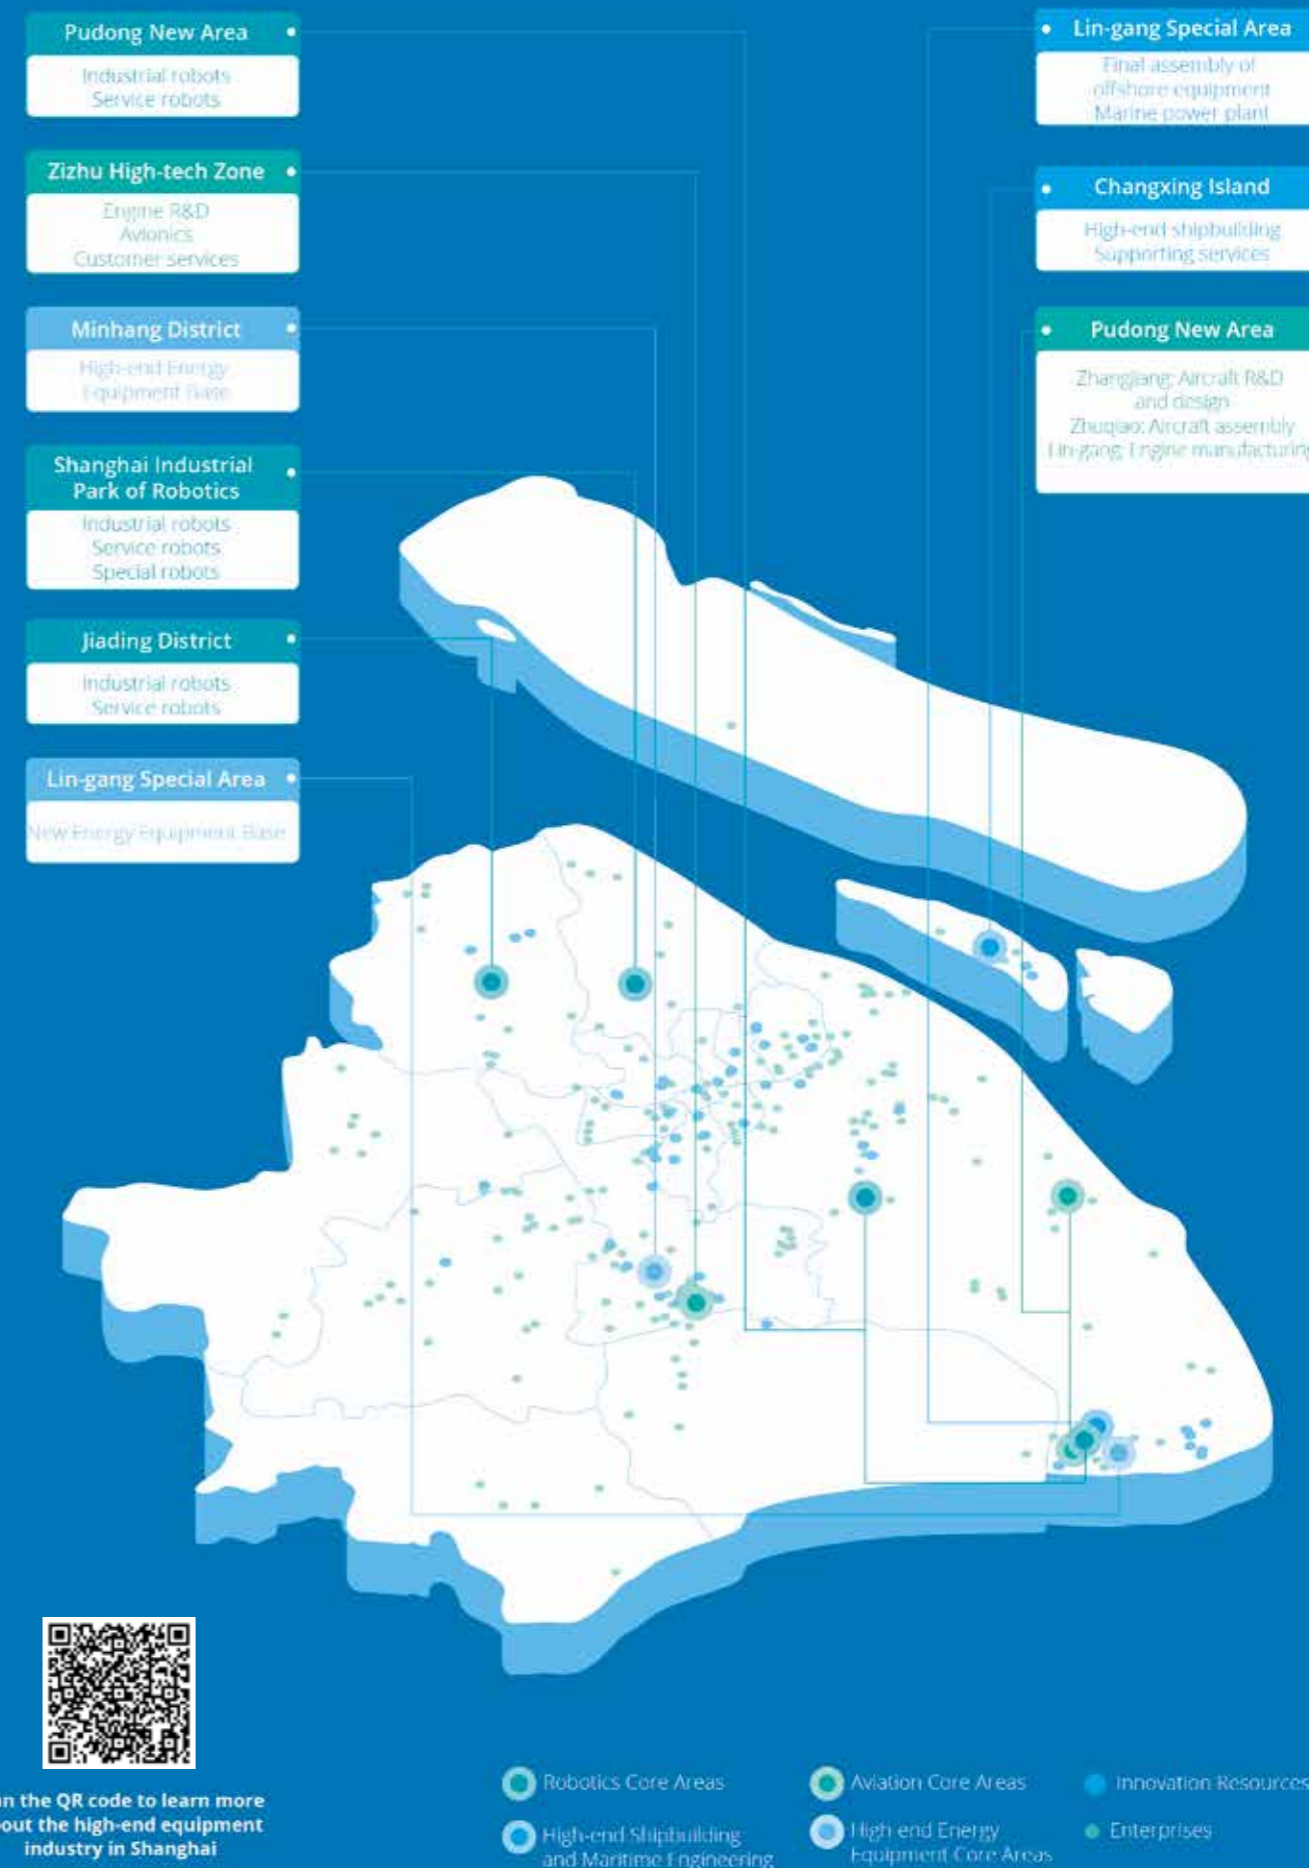 Pudong New Area
Industrial robots
Service robots
Zizhu High-tech Zone
Engine R&D
Avionics
Customer services
Minhang District
High-end Energy
Equipment Base
Shanghai Industrial
Park of Robotics
Industrial robots
Service robots
Special robots
Jiading District
Industrial robots
Service robots
Lin-gang Special Area
New Energy Equipment Base
Lin-gang Special Area
Final assembly of
offshore equipment
Marine power plant
Changxing Island
High-end shipbuilding
Supporting services
Pudong New Area
Zhangjiang: Aircraft R&D
and design
Zhuqiao: Aircraft assembly
Lin-gang: Engine manufacturing
an the QR code to learn more
out the high-end equipment
industry in Shanghai
Robotics Core Areas
High-end Shipbuilding
and Maritime Engineering
Aviation Core Areas
High end Energy
Equipment Core Areas
Innovation Resources
Enterprises